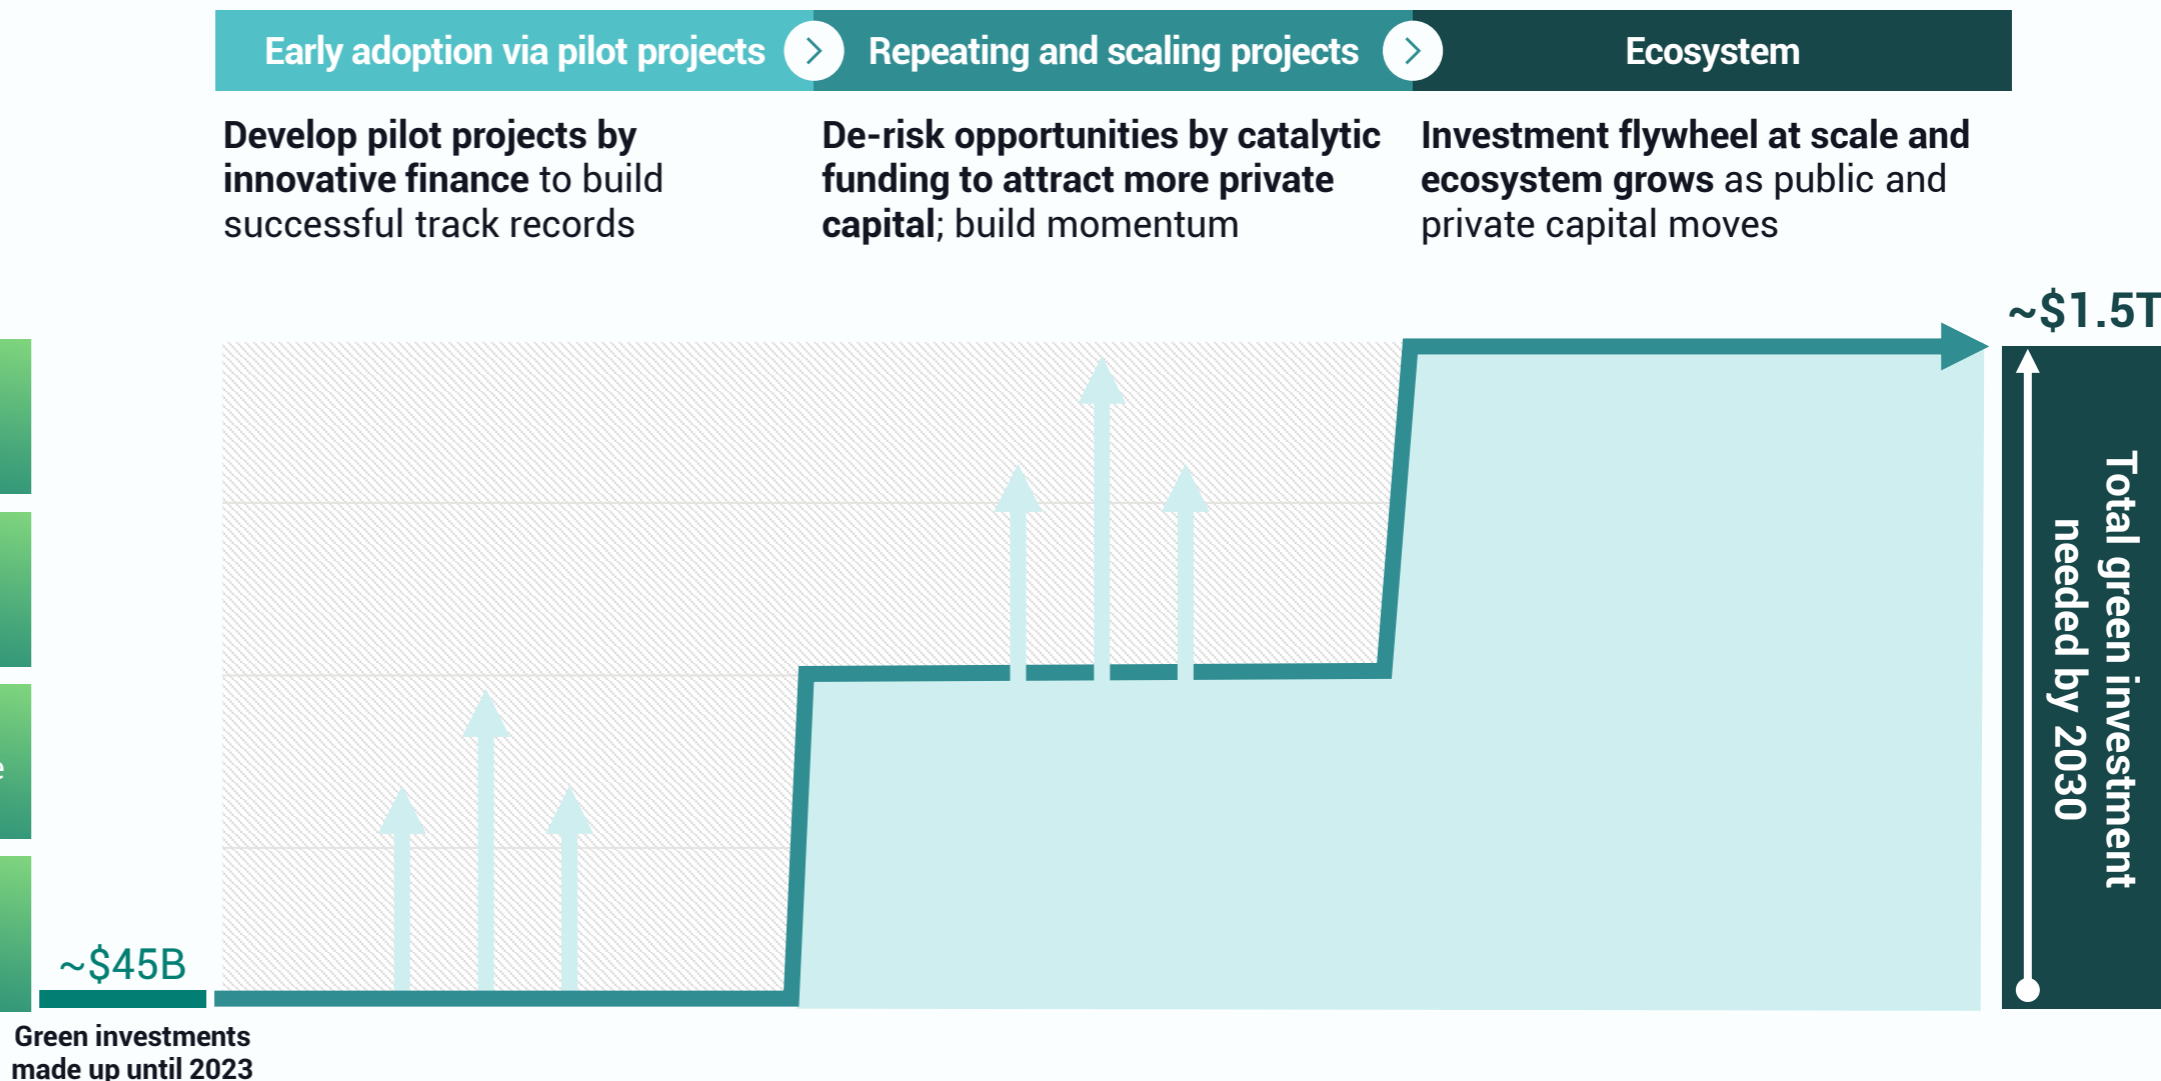 Early adoption via pilot projects
Repeating and scaling projects
Ecosystem
Develop pilot projects by
innovative finance to build
successful track records
De-risk opportunities by catalytic
funding to attract more private
capital; build momentum
Investment flywheel at scale and
ecosystem grows as public and
private capital moves
~$1.5T
Total green investment
needed by 2030
~$45B
Green investments
made up until 2023